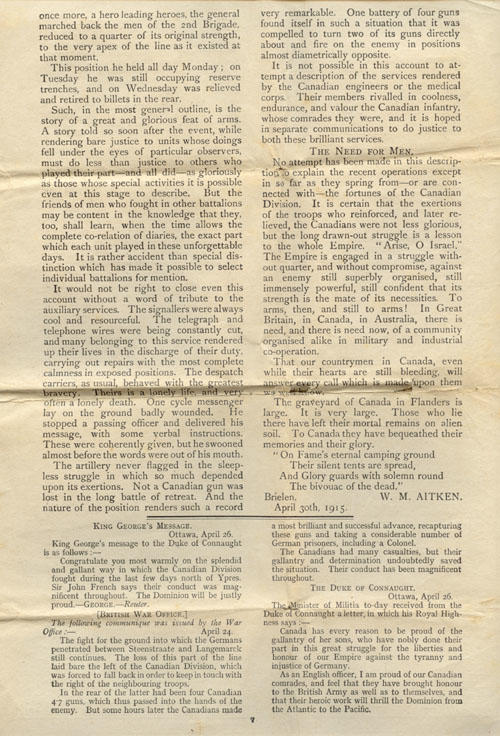 once more, a hero leading heroes, the general
marched back the men of the 2nd Brigade,
reduced to a quarter of its original strength,
to the very apex of the line as it existed at
that moment.
This position he held all day Monday; on
Tuesday he was still occupying reserve
trenches, and on Wednesday was relieved
and retired to billets in the rear.
Such, in the most general outline, is the
story of a great and glorious feat of arms.
A story told so soon after the event, while
rendering bare justice to units whose doings
fell under the eyes of particular observers,
must do less than justice to others who
played their part—and all did—as gloriously
as those whose special activities it is possible
even at this stage to describe. But the
friends of men who fought in other battalions
may be content in the knowledge that they,
too, shall learn, when time allows the
complete co-relation of diaries, the exact part
which each unit played in these unforgettable
days. It is rather accident than special dis-
tinction which has made it possible to select
individual battalions for mention.
It would not be right to close even this
account without a word of tribute to the
auxiliary services. The signallers were always
cool and resourceful. The telegraph and
telephone wires were being constantly cut,
and many belonging to this service rendered
up their lives in the discharge of their duty,
carrying out repairs with the most complete
calmness in exposed positions. The despatch
carriers, as usual, behaved with the greatest
bravery. Theirs is a lonely life, and very
often a lonely death. One cycle messenger
lay on the ground badly wounded. He
stopped a passing officer and delivered his
message, with some verbal instructions.
These were coherently given, but he swooned
almost before the words were out of his mouth.
The artillery never flagged in the sleep-
less struggle in which so much depended
upon its exertions. Not a Canadian gun was
lost in the long battle of retreat. And the
nature of the position renders such a record
very remarkable. One battery of four guns
found itself in such a situation that it was
compelled to turn two of its guns directly
about and fire on the enemy in positions
almost diametrically opposite.
It is not possible in this account to at-
tempt a description of the services rendered
by the Canadian engineers or the medical
corps. Their members rivalled in coolness,
endurance, and valour the Canadian infantry,
whose comrades they were, and it is hoped
in separate communications to do justice to
both these brilliant services.
THE NEED FOR MEN.
No attempt has been made in this descrip-
tion to explain the recent operations except
in so far as they spring from—or are con-
nected with—the fortunes of the Canadian
Division. It is certain that the exertions
of the troops who reinforced, and later re-
lieved, the Canadians were not less glorious,
but the long drawn-out struggle is a lesson
to the whole Empire. "Arise, O Israel."
The Empire is engaged in a struggle with-
out quarter, and without compromise, against
an enemy still superbly organised, still
immensely powerful, still confident that its
strength is the mate of its necessities. To
arms, then, and still to arms! In Great
Britain, in Canada, in Australia, there is
need, and there is need now, of a community
organised alike in military and industrial
co-operation.
That our countrymen in Canada, even
while their hearts are still bleeding, will
answer every call which is made upon them
we
The graveyard of Canada in Flanders is
large. It is very large. Those who lie
there have left their mortal remains on alien
soil. To Canada they have bequeathed their
memories and their glory.
"On Fame's eternal camping ground
Their silent tents are spread,
And Glory guards with solemn round
The bivouac of the dead."
Brielen. W. M. AITKEN.
April 30th, 1915.
KING GEORGE'S MESSAGE.
Ottawa, April 26.
King George's message to the Duke of Connaught
is as follows:—
Congratulate you most warmly on the splendid
and gallant way in which the Canadian Division
fought during the last few days north of Ypres.
Sir John French says their conduct was mag-
nificent throughout. The Dominion will be justly
proud.—GEORGE.—Reuter.
[BRITISH WAR OFFICE.]
The following communique was issued by the War
Office:— April 24.
The fight for the ground into which the Germans
penetrated between Steenstraate and Langemarck
still continues. The loss of this part of the line
laid bare the left of the Canadian Division, which
was forced to fall back in order to keep in touch with
the right of the neighbouring troops.
In the rear of the latter had been four Canadian
4·7 guns, which thus passed into the hands of the
enemy. But some hours later the Canadians made
a most brilliant and successful advance, recapturing
these guns and taking a considerable number of
German prisoners, including a Colonel.
The Canadians had many casualties, but their
gallantry and determination undoubtedly saved
the situation. Their conduct has been magnificent
throughout.
THE DUKE OF CONNAUGHT.
Ottawa, April 26.
The Minister of Militia to-day received from the
Duke of Connaught a letter, in which his Royal High-
ness says:—
Canada has every reason to be proud of the
gallantry of her sons, who have nobly done their
part in this great struggle for the liberties and
honour of our Empire against the tyranny and
injustice of Germany.
As an English officer, I am proud of our Canadian
comrades, and feel that they have brought honour
to the British Army as well as to themselves, and
that their heroic work will thrill the Dominion from
the Atlantic to the Pacific.